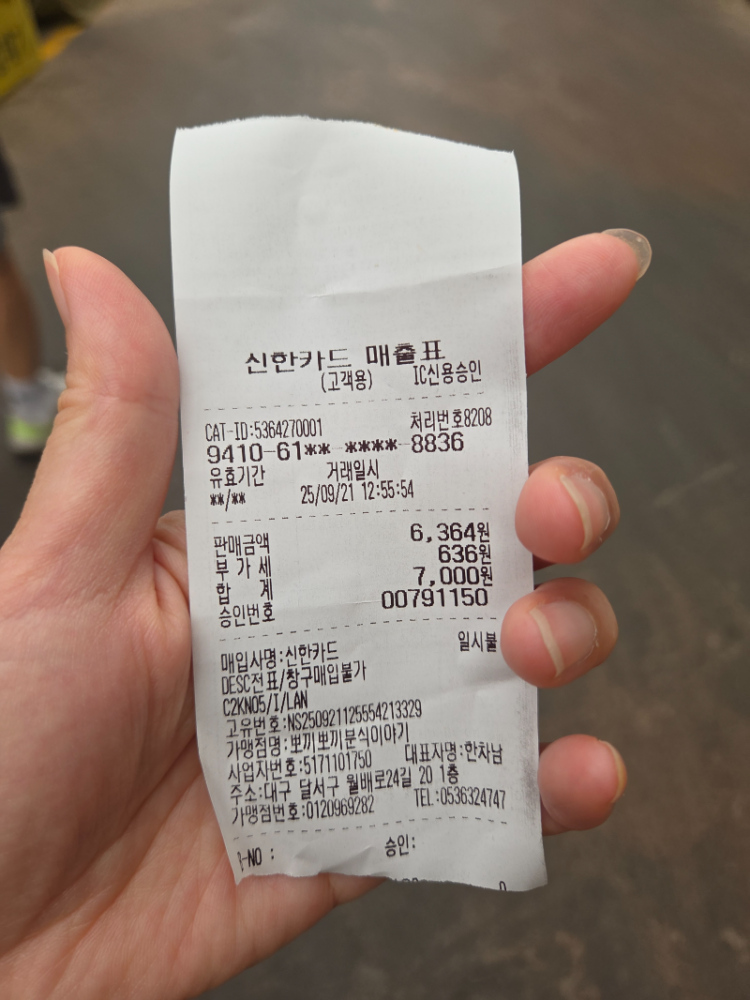 신한카드 매출표
(고객용) IC신용승인
CAT-ID:5364270001 처리번호8208
9410-61**-****-8836
유효기간 거래일시
**/** 25/09/21 12:55:54
판매금액 6,364원
부 가 세 636원
합 계 7,000원
승인번호 00791150
매입사명:신한카드 일시불
DESC전표/창구매입불가
C2KN05/I/LAN
고유번호:NS250921125554213329
가맹점명:뽀끼뽀끼분식이야기
사업자번호:5171101750 대표자명:한차남
주소:대구 달서구 월배로24길 20 1층
가맹점번호:0120969282 TEL:0536324747
-NO : 승인: